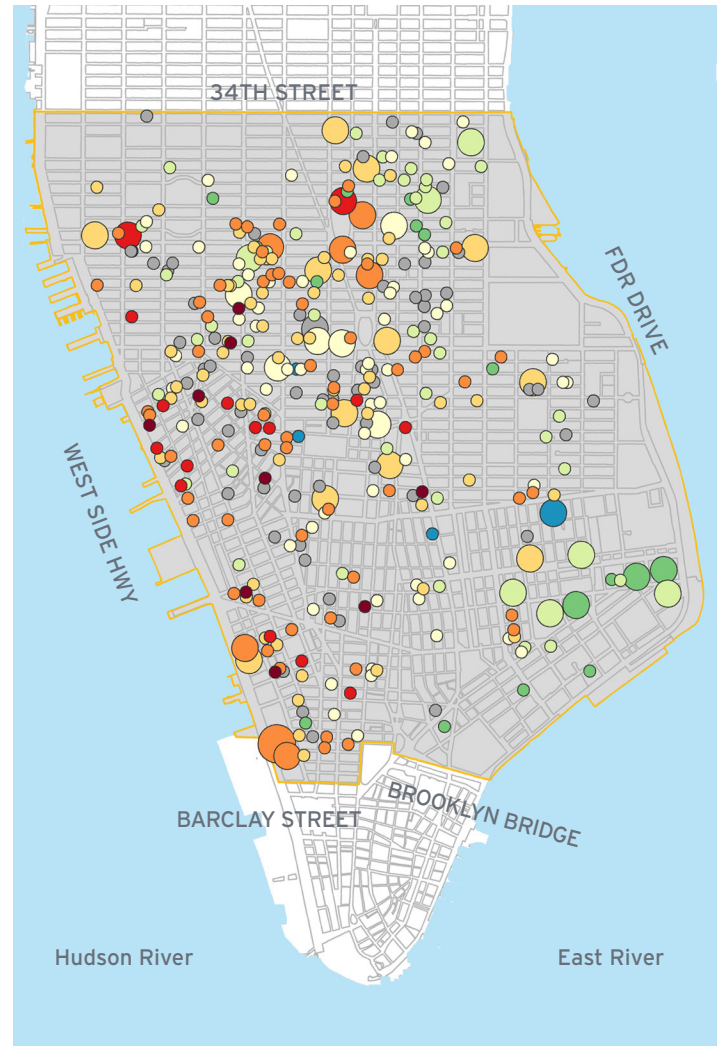 34TH STREET
FDR DRIVE
WEST SIDE HWY
BROOKLYN BRIDGE
BARCLAY STREET
Hudson River
East River